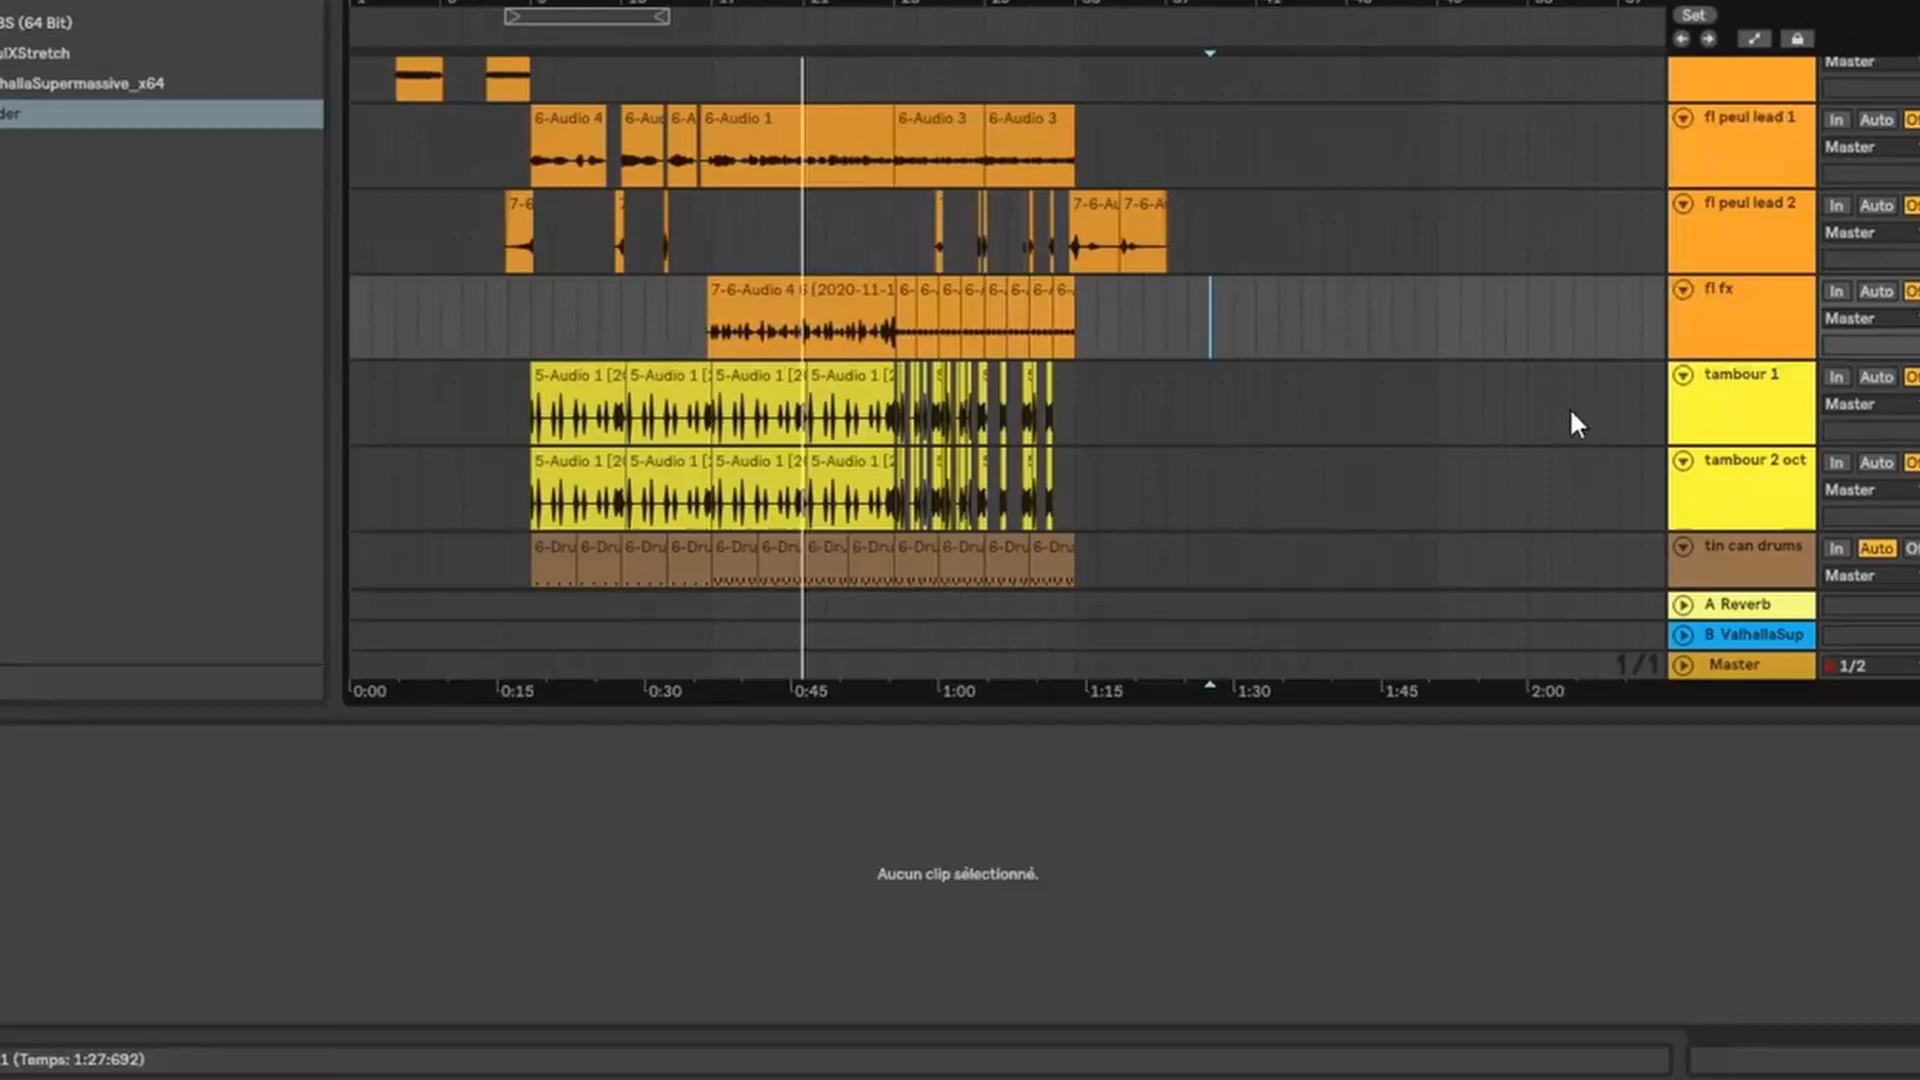 BS (64 Bit)
ulXStretch
hallaSupermassive_x64
der
Set
Master
6-Audio 4
6-Auc
6-A
6-Audio 1
6-Audio 3
6-Audio 3
fl peul lead 1
In
Auto
Master
7-6
7-6-Au
7-6-A
fl peul lead 2
In
Auto
Master
7-6-Audio 4 6 [2020-11-1
6-
6-
6-
6-
6-
6-
6-
6-
fl fx
In
Auto
Master
5-Audio 1 [20
5-Audio 1 [2
5-Audio 1 [20
5-Audio 1 [2
tambour 1
In
Auto
Master
5-Audio 1 [20
5-Audio 1 [2
5-Audio 1 [20
5-Audio 1 [2
tambour 2 oct
In
Auto
Master
6-Dru
6-Dru
6-Dru
6-Dru
6-Dru
6-Dru
6-Dru
6-Dru
6-Dru
6-Dru
6-Dru
6-Dru
tin can drums
In
Auto
Master
A Reverb
B ValhallaSup
1/1
Master
1/2
0:00
0:15
0:30
0:45
1:00
1:15
1:30
1:45
2:00
Aucun clip sélectionné.
1 (Temps: 1:27:692)